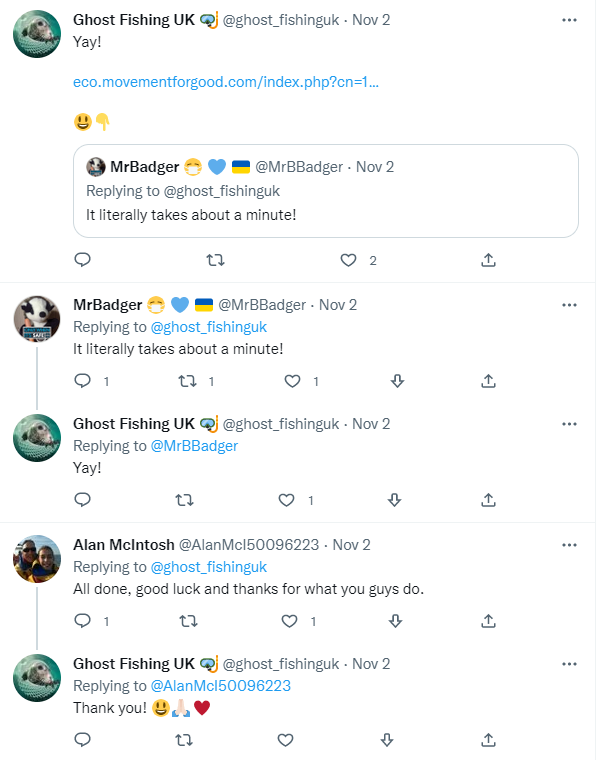 Ghost Fishing UK 🤿 @ghost_fishinguk · Nov 2
Yay!
eco.movementforgood.com/index.php?cn=1...
😃👇
MrBadger 😷 💙 🇺🇦 @MrBBadger · Nov 2
Replying to @ghost_fishinguk
It literally takes about a minute!
2
MrBadger 😷 💙 🇺🇦 @MrBBadger · Nov 2
Replying to @ghost_fishinguk
It literally takes about a minute!
1 1 1
Ghost Fishing UK 🤿 @ghost_fishinguk · Nov 2
Replying to @MrBBadger
Yay!
1
Alan McIntosh @AlanMcI50096223 · Nov 2
Replying to @ghost_fishinguk
All done, good luck and thanks for what you guys do.
1 1
Ghost Fishing UK 🤿 @ghost_fishinguk · Nov 2
Replying to @AlanMcI50096223
Thank you! 😃🙏🏻♥️